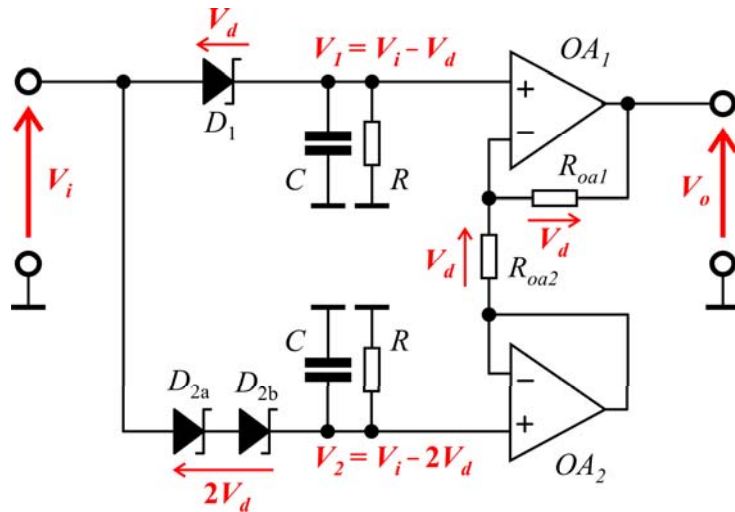 V_d
V_1 = V_i − V_d
OA_1
D_1
+
−
C
R
R_oa1
V_i
V_o
V_d
V_d
R_oa2
C
R
D_2a
D_2b
−
+
V_2 = V_i − 2V_d
OA_2
2V_d